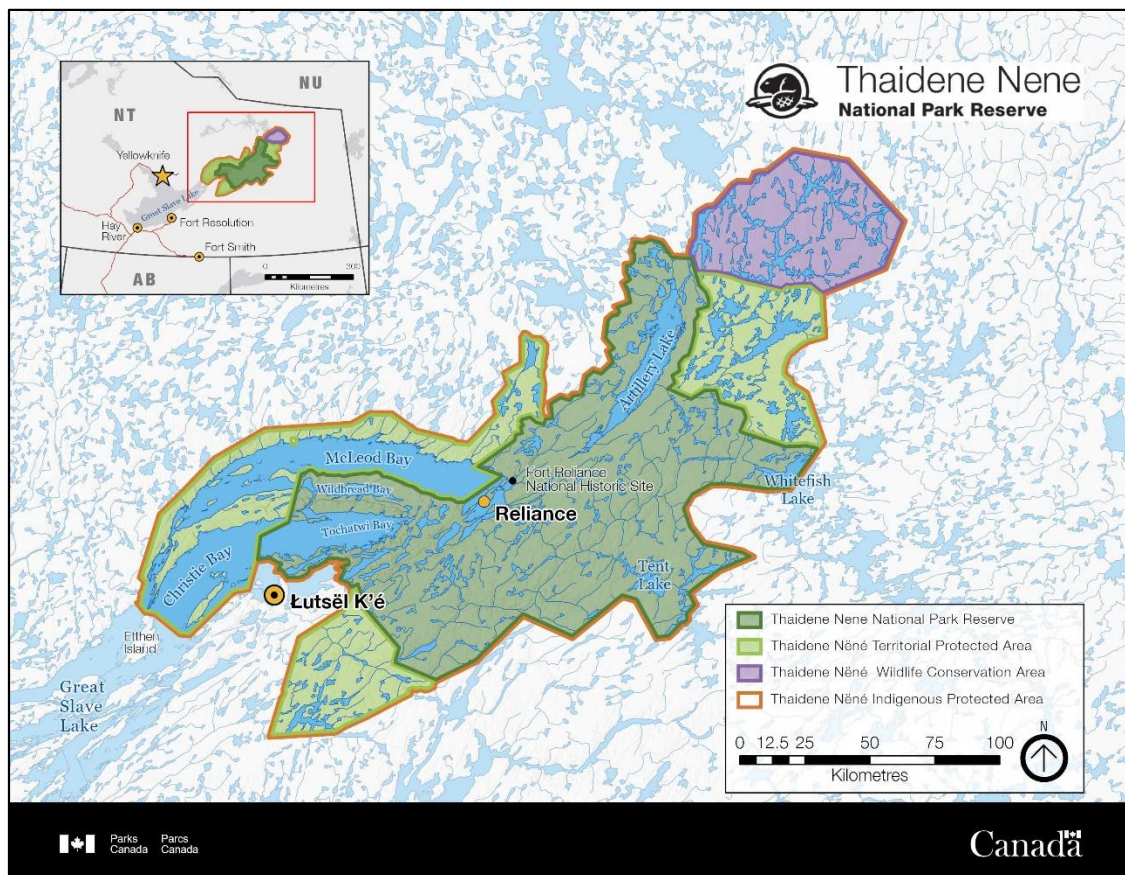 Thaidene Nene
National Park Reserve
NU
NT
Yellowknife
Great Slave Lake
Fort Resolution
Hay
River
Fort Smith
0
200
Kilometres
AB
Artillery Lake
McLeod Bay
Fort Reliance
National Historic Site
Wildbread Bay
Whitefish
Lake
Reliance
Tochatwi Bay
Christie Bay
Tent
Lake
Łutsël K'é
Etthen
Island
Great
Slave
Lake
Thaidene Nene National Park Reserve
Thaidene Nëné Territorial Protected Area
Thaidene Nëné Wildlife Conservation Area
Thaidene Nëné Indigenous Protected Area
N
0 12.5 25 50 75 100
Kilometres
Parks Parcs
Canada Canada
Canada